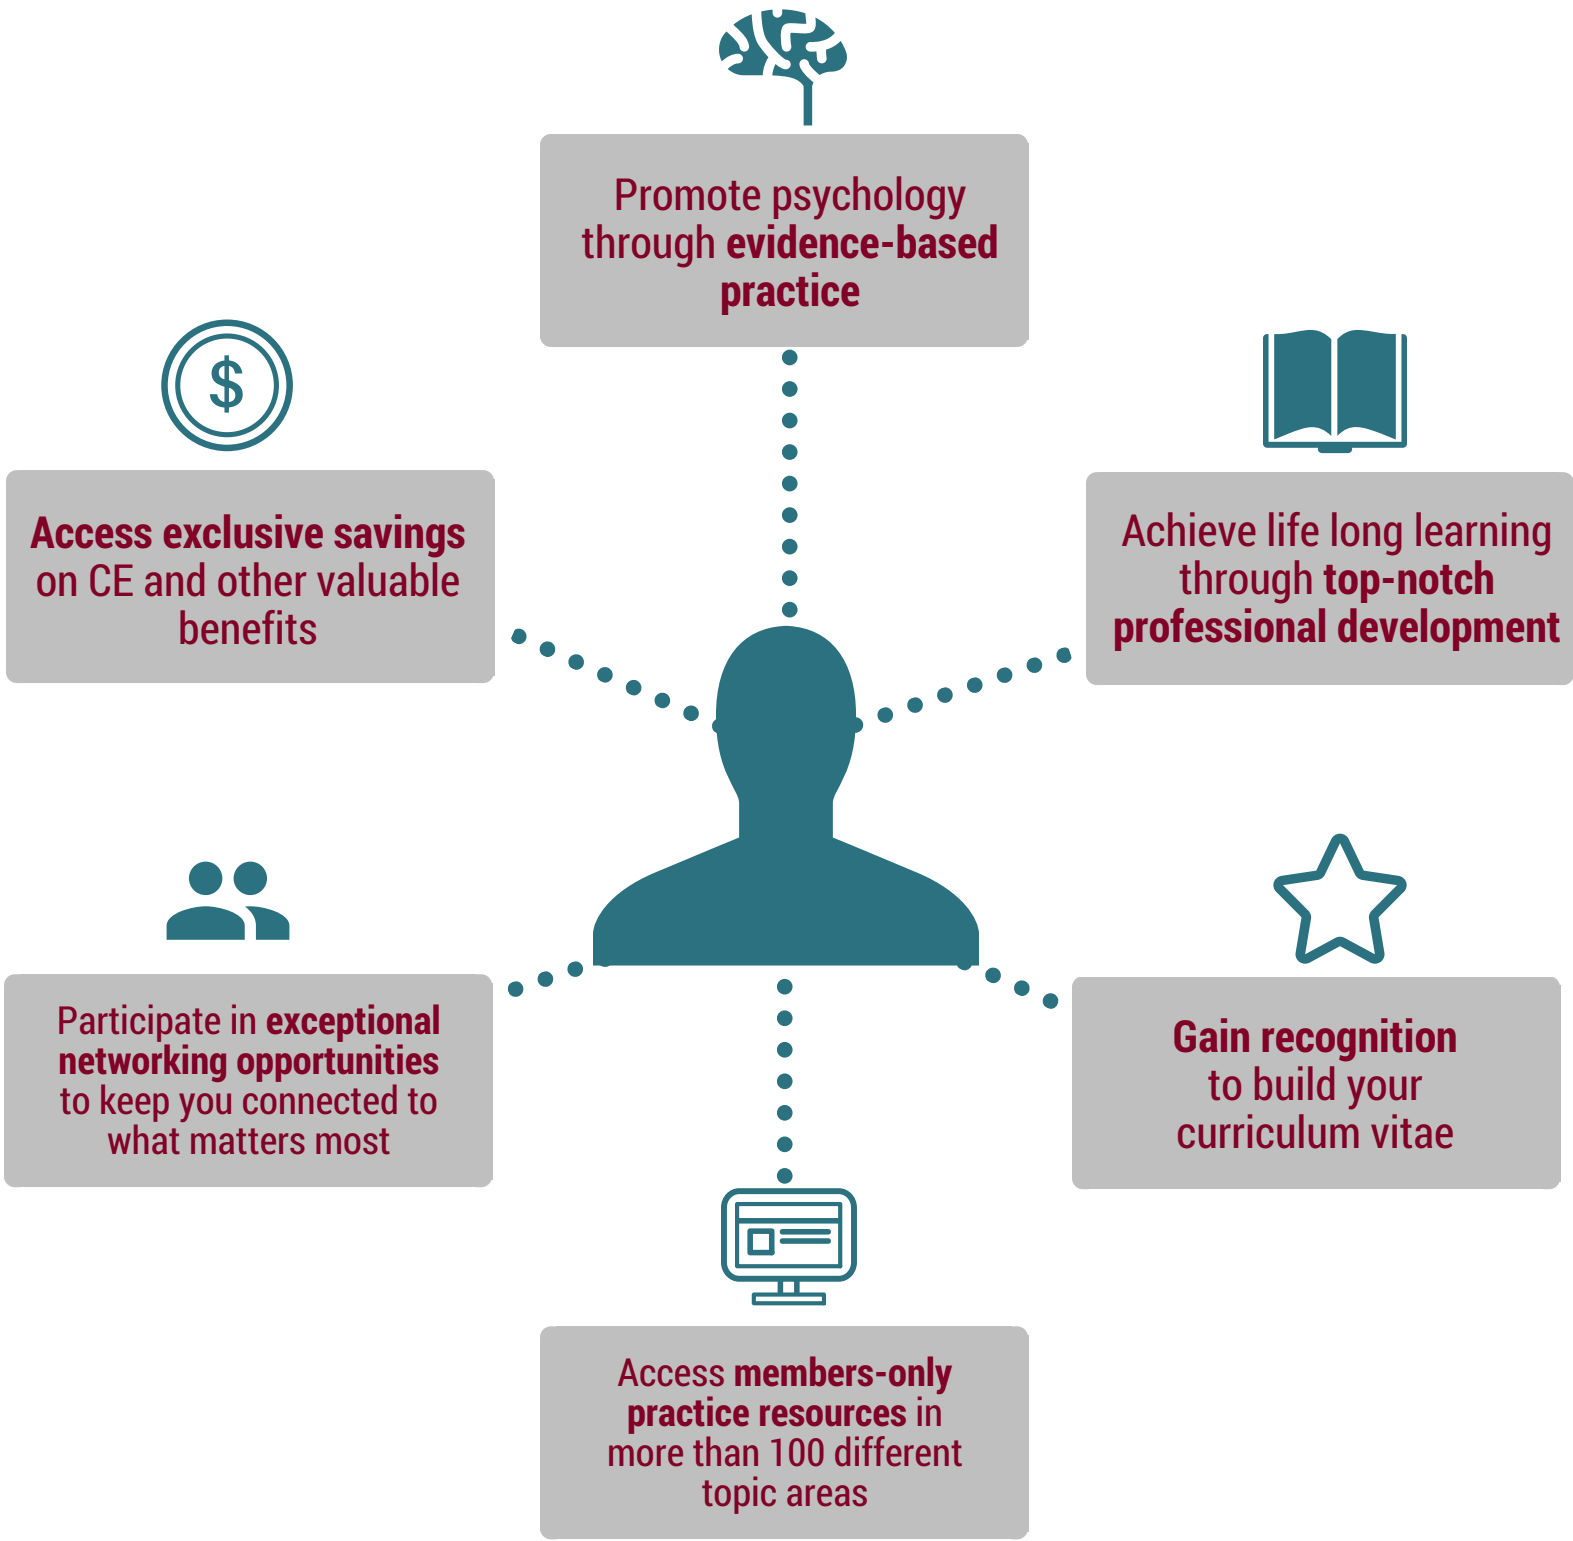 Promote psychology
through evidence-based
practice
$
Access exclusive savings
on CE and other valuable
benefits
Achieve life long learning
through top-notch
professional development
Participate in exceptional
networking opportunities
to keep you connected to
what matters most
Gain recognition
to build your
curriculum vitae
Access members-only
practice resources in
more than 100 different
topic areas